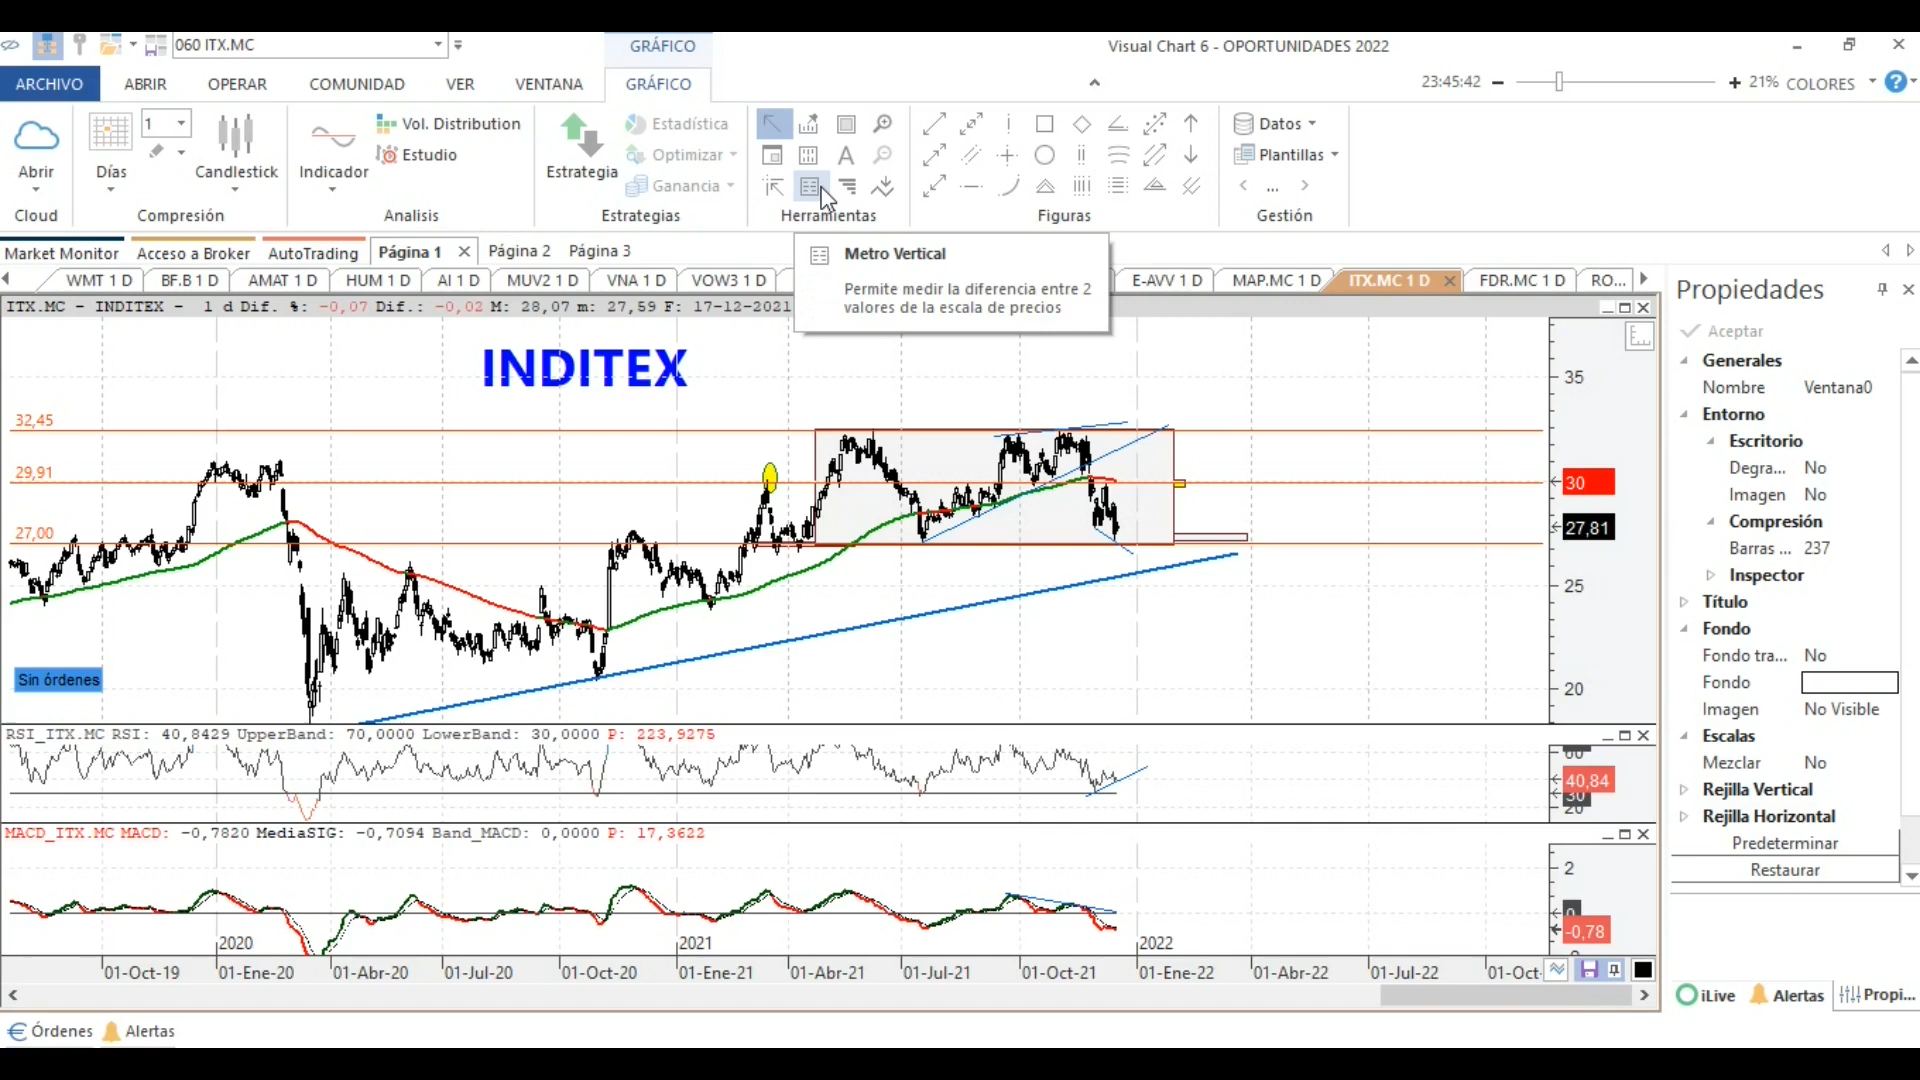 060 ITX.MC
GRÁFICO
Visual Chart 6 - OPORTUNIDADES 2022
ARCHIVO ABRIR OPERAR COMUNIDAD VER VENTANA GRÁFICO
23:45:42 21% COLORES
1
Vol. Distribution
Estudio
Estadística
Optimizar
Ganancia
Datos
Plantillas
Abrir Días Candlestick Indicador Estrategia
Cloud Compresión Analisis Estrategias Herramientas Figuras Gestión
Market Monitor Acceso a Broker AutoTrading Página 1 Página 2 Página 3
Metro Vertical
Permite medir la diferencia entre 2
valores de la escala de precios
WMT 1 D BF.B 1 D AMAT 1 D HUM 1 D AI 1 D MUV2 1 D VNA 1 D VOW3 1 D E-AVV 1 D MAP.MC 1 D ITX.MC 1 D FDR.MC 1 D RO...
ITX.MC - INDITEX - 1 d Dif. %: -0,07 Dif.: -0,02 M: 28,07 m: 27,59 F: 17-12-2021
INDITEX
32,45
29,91
27,00
35
30
27,81
25
20
Sin órdenes
RSI_ITX.MC RSI: 40,8429 UpperBand: 70,0000 LowerBand: 30,0000 P: 223,9275
60
40,84
30
20
MACD_ITX.MC MACD: -0,7820 MediaSIG: -0,7094 Band_MACD: 0,0000 P: 17,3622
2
0
-0,78
2020 2021 2022
01-Oct-19 01-Ene-20 01-Abr-20 01-Jul-20 01-Oct-20 01-Ene-21 01-Abr-21 01-Jul-21 01-Oct-21 01-Ene-22 01-Abr-22 01-Jul-22 01-Oct-
Propiedades
Aceptar
Generales
Nombre Ventana0
Entorno
Escritorio
Degra... No
Imagen No
Compresión
Barras ... 237
Inspector
Título
Fondo
Fondo tra... No
Fondo
Imagen No Visible
Escalas
Mezclar No
Rejilla Vertical
Rejilla Horizontal
Predeterminar
Restaurar
iLive Alertas Propi...
Órdenes Alertas